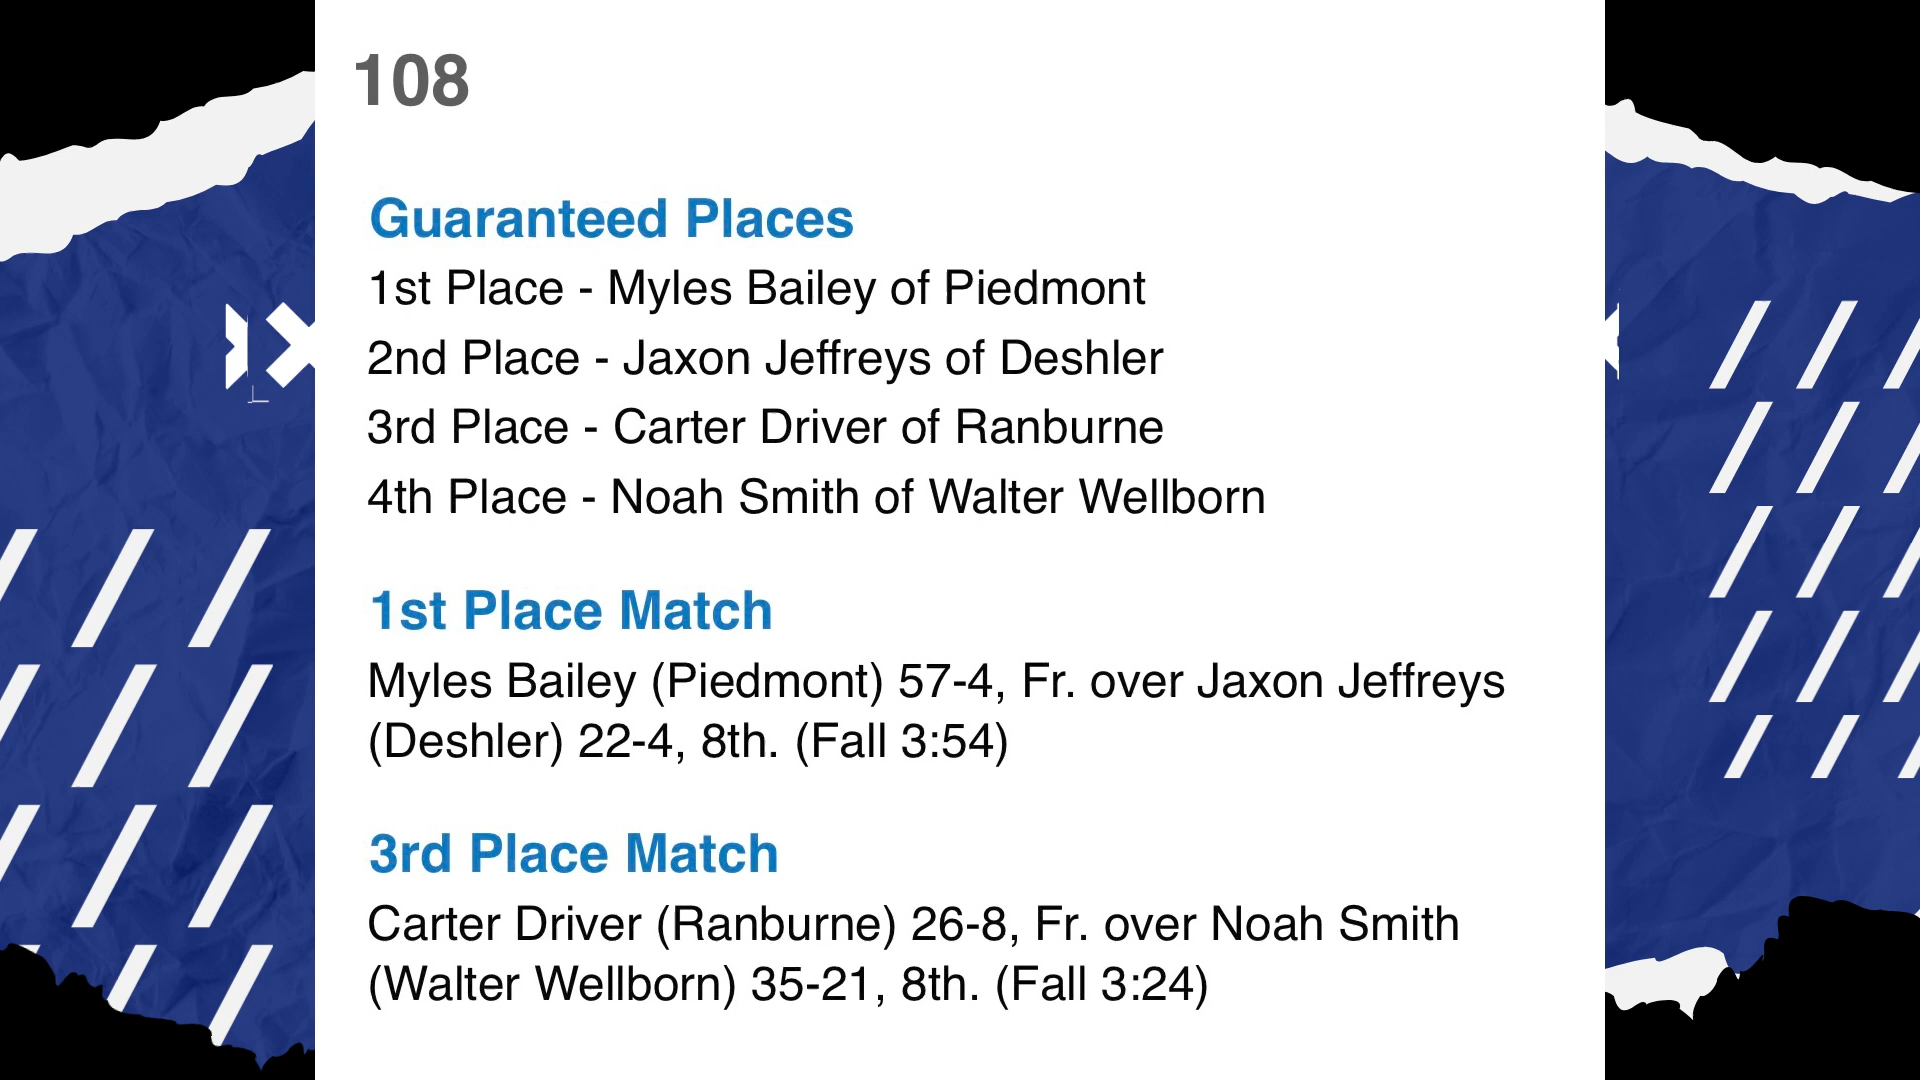 108
Guaranteed Places
1st Place - Myles Bailey of Piedmont
2nd Place - Jaxon Jeffreys of Deshler
3rd Place - Carter Driver of Ranburne
4th Place - Noah Smith of Walter Wellborn
1st Place Match
Myles Bailey (Piedmont) 57-4, Fr. over Jaxon Jeffreys
(Deshler) 22-4, 8th. (Fall 3:54)
3rd Place Match
Carter Driver (Ranburne) 26-8, Fr. over Noah Smith
(Walter Wellborn) 35-21, 8th. (Fall 3:24)